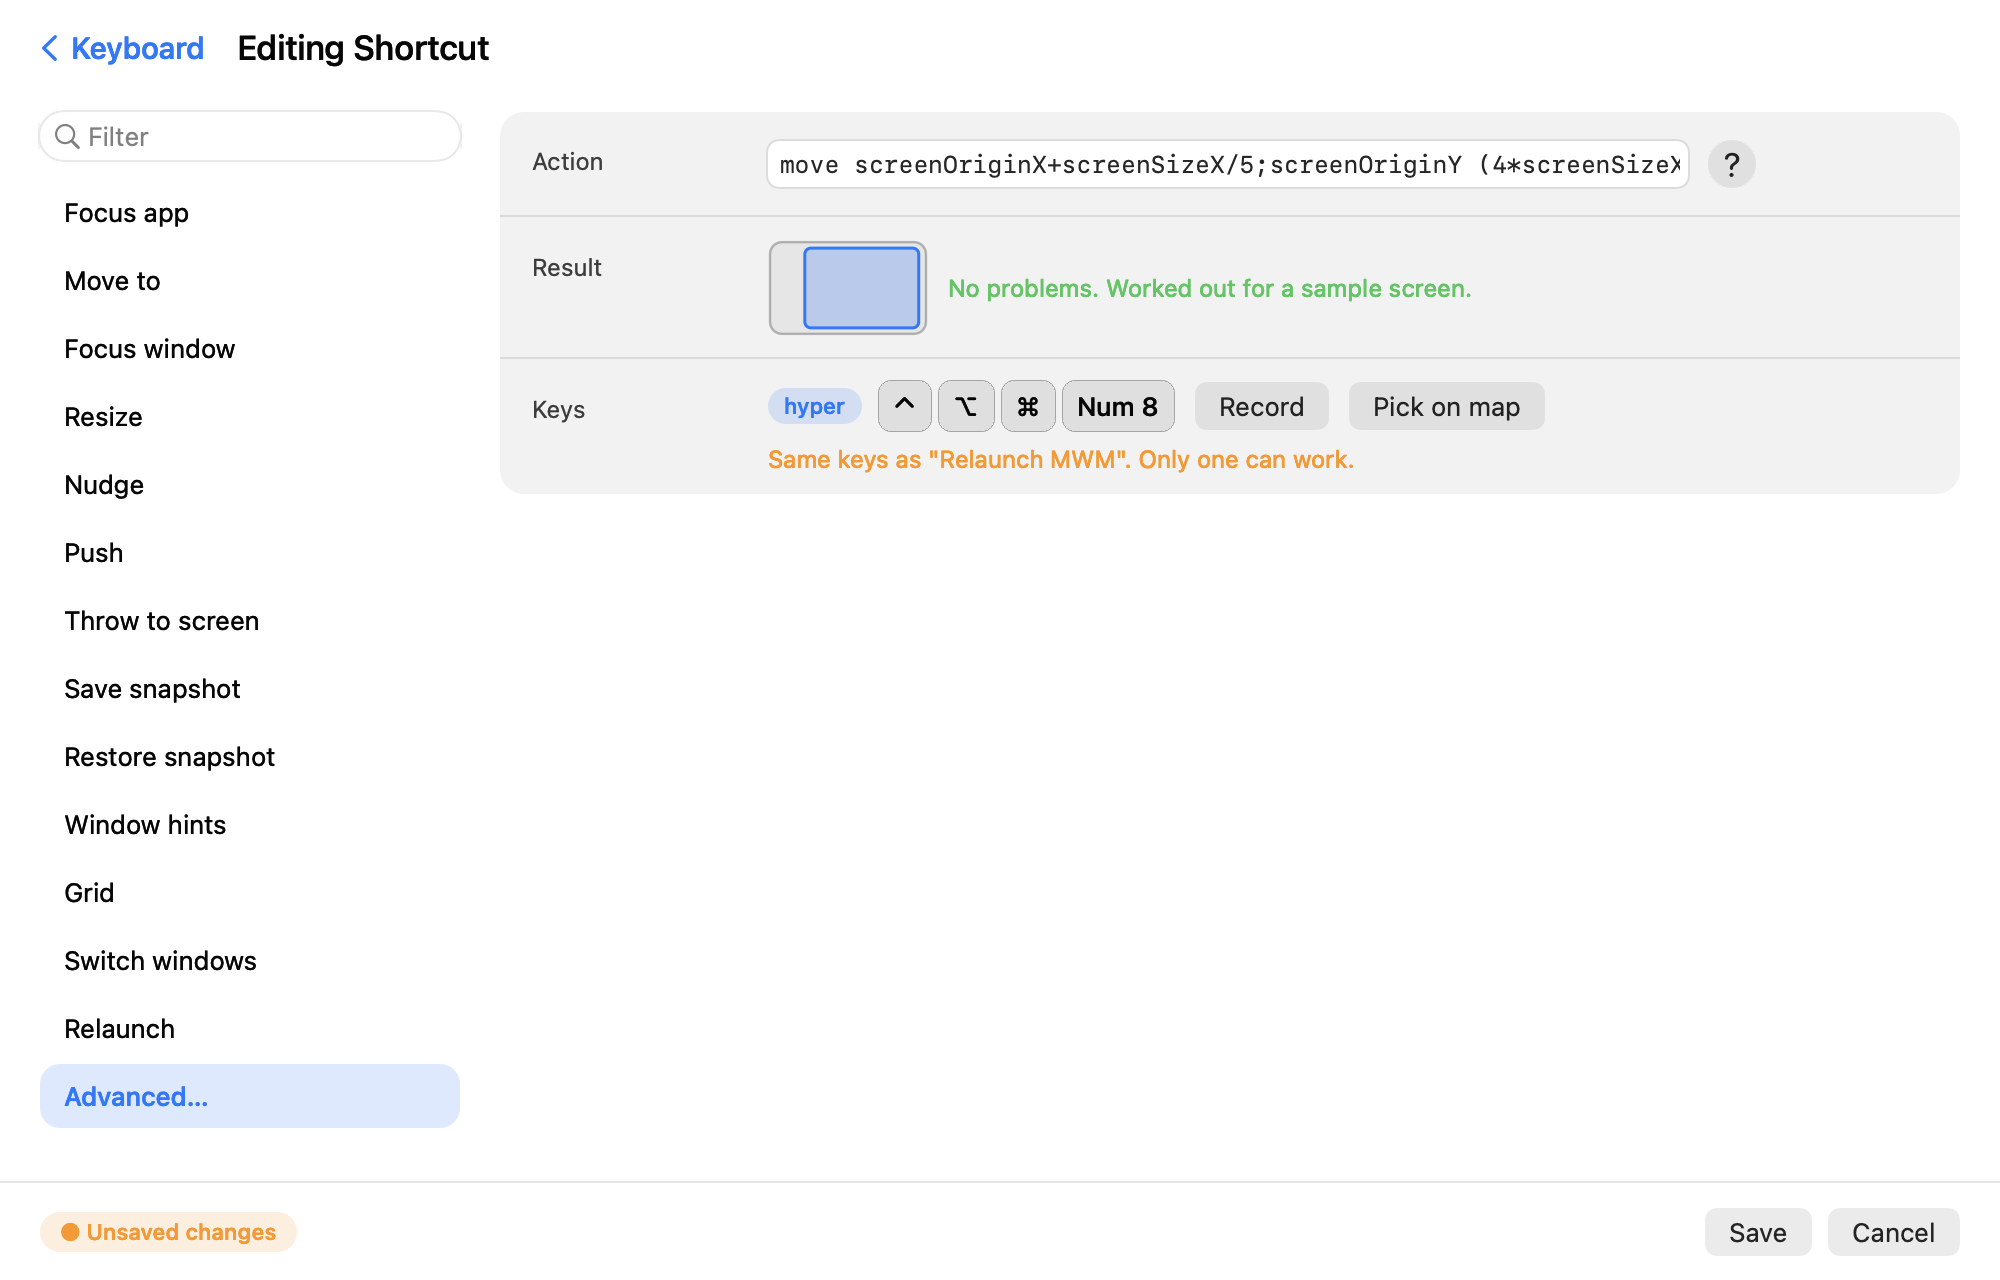 Keyboard Editing Shortcut
Filter
Focus app
Move to
Focus window
Resize
Nudge
Push
Throw to screen
Save snapshot
Restore snapshot
Window hints
Grid
Switch windows
Relaunch
Advanced...
Action move screenOriginX+screenSizeX/5;screenOriginY (4*screenSizeX ?
Result No problems. Worked out for a sample screen.
Keys hyper ^ ⌥ ⌘ Num 8 Record Pick on map
Same keys as "Relaunch MWM". Only one can work.
Unsaved changes Save Cancel